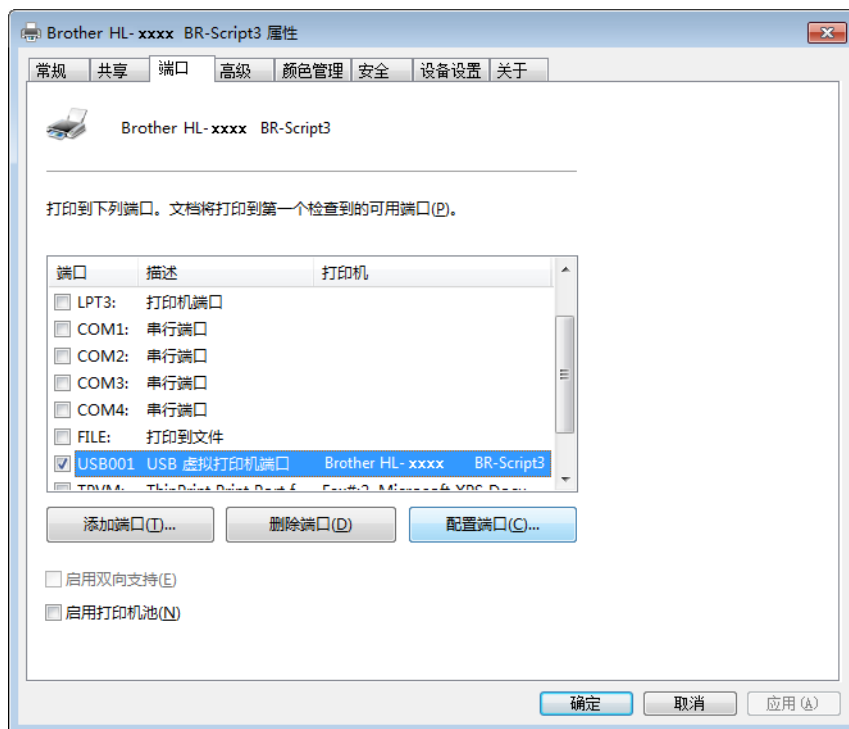 Brother HL- xxxx BR-Script3 属性
常规 共享 端口 高级 颜色管理 安全 设备设置 关于
Brother HL- xxxx BR-Script3
打印到下列端口。文档将打印到第一个检查到的可用端口(P)。
端口 描述 打印机
LPT3: 打印机端口
COM1: 串行端口
COM2: 串行端口
COM3: 串行端口
COM4: 串行端口
FILE: 打印到文件
USB001 USB 虚拟打印机端口 Brother HL- xxxx BR-Script3
TPVM: ThinPrint Print Port f
添加端口(T)... 删除端口(D) 配置端口(C)...
启用双向支持(E)
启用打印机池(N)
确定 取消 应用(A)